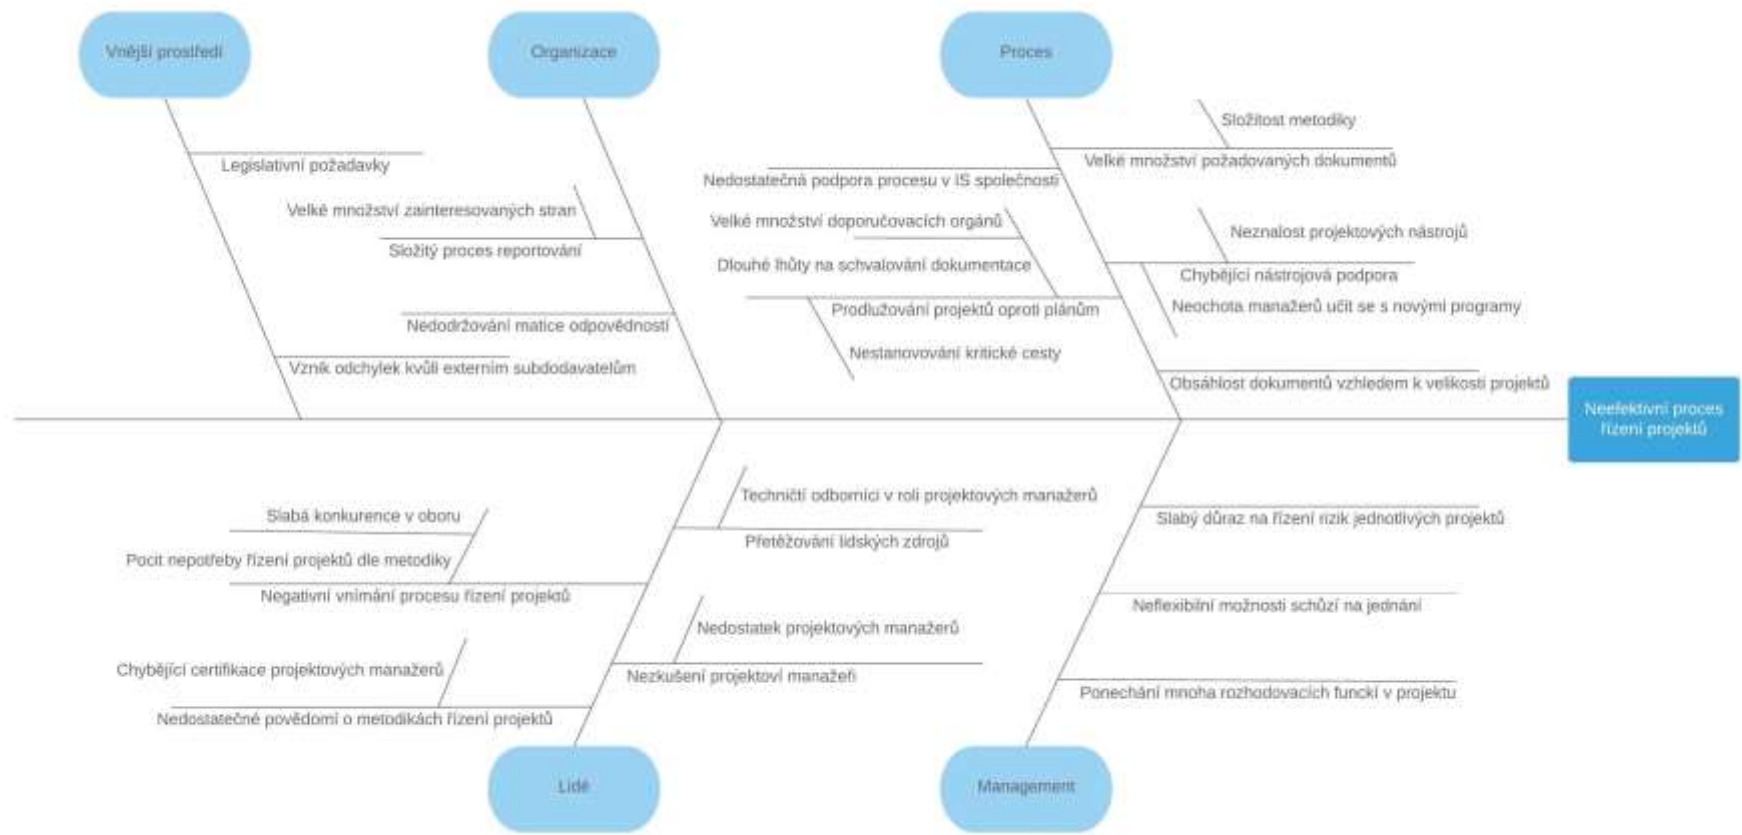 Vnější prostředí
Organizace
Proces
Legislativní požadavky
Vznik odchylek kvůli externím subdodavatelům
Velké množství zainteresovaných stran
Složitý proces reportování
Nedodržování matice odpovědností
Nedostatečná podpora procesu v IS společnosti
Velké množství doporučovacích orgánů
Dlouhé lhůty na schvalování dokumentace
Prodlužování projektů oproti plánům
Nestanovování kritické cesty
Složitost metodiky
Velké množství požadovaných dokumentů
Neznalost projektových nástrojů
Chybějící nástrojová podpora
Neochota manažerů učit se s novými programy
Obsáhlost dokumentů vzhledem k velikosti projektů
Neefektivní proces
řízení projektů
Slabá konkurence v oboru
Pocit nepotřeby řízení projektů dle metodiky
Negativní vnímání procesu řízení projektů
Chybějící certifikace projektových manažerů
Nedostatečné povědomí o metodikách řízení projektů
Techničtí odborníci v roli projektových manažerů
Přetěžování lidských zdrojů
Nedostatek projektových manažerů
Nezkušení projektoví manažeři
Slabý důraz na řízení rizik jednotlivých projektů
Neflexibilní možnosti schůzí na jednání
Ponechání mnoha rozhodovacích funckí v projektu
Lidé
Management